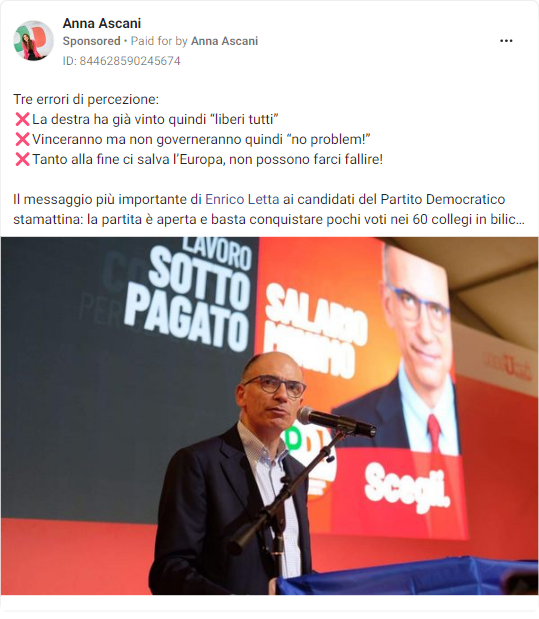 Anna Ascani
Sponsored • Paid for by Anna Ascani
ID: 844628590245674
Tre errori di percezione:
❌La destra ha già vinto quindi “liberi tutti”
❌Vinceranno ma non governeranno quindi “no problem!”
❌Tanto alla fine ci salva l’Europa, non possono farci fallire!
Il messaggio più importante di Enrico Letta ai candidati del Partito Democratico
stamattina: la partita è aperta e basta conquistare pochi voti nei 60 collegi in bilic...
LAVORO
SOTTO
PAGATO
SALARIO
MINIMO
PD
Scegli.